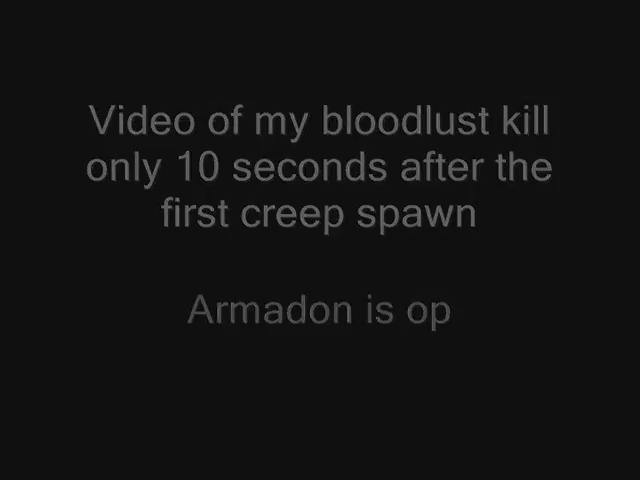 Video of my bloodlust kill
only 10 seconds after the
first creep spawn
Armadon is op